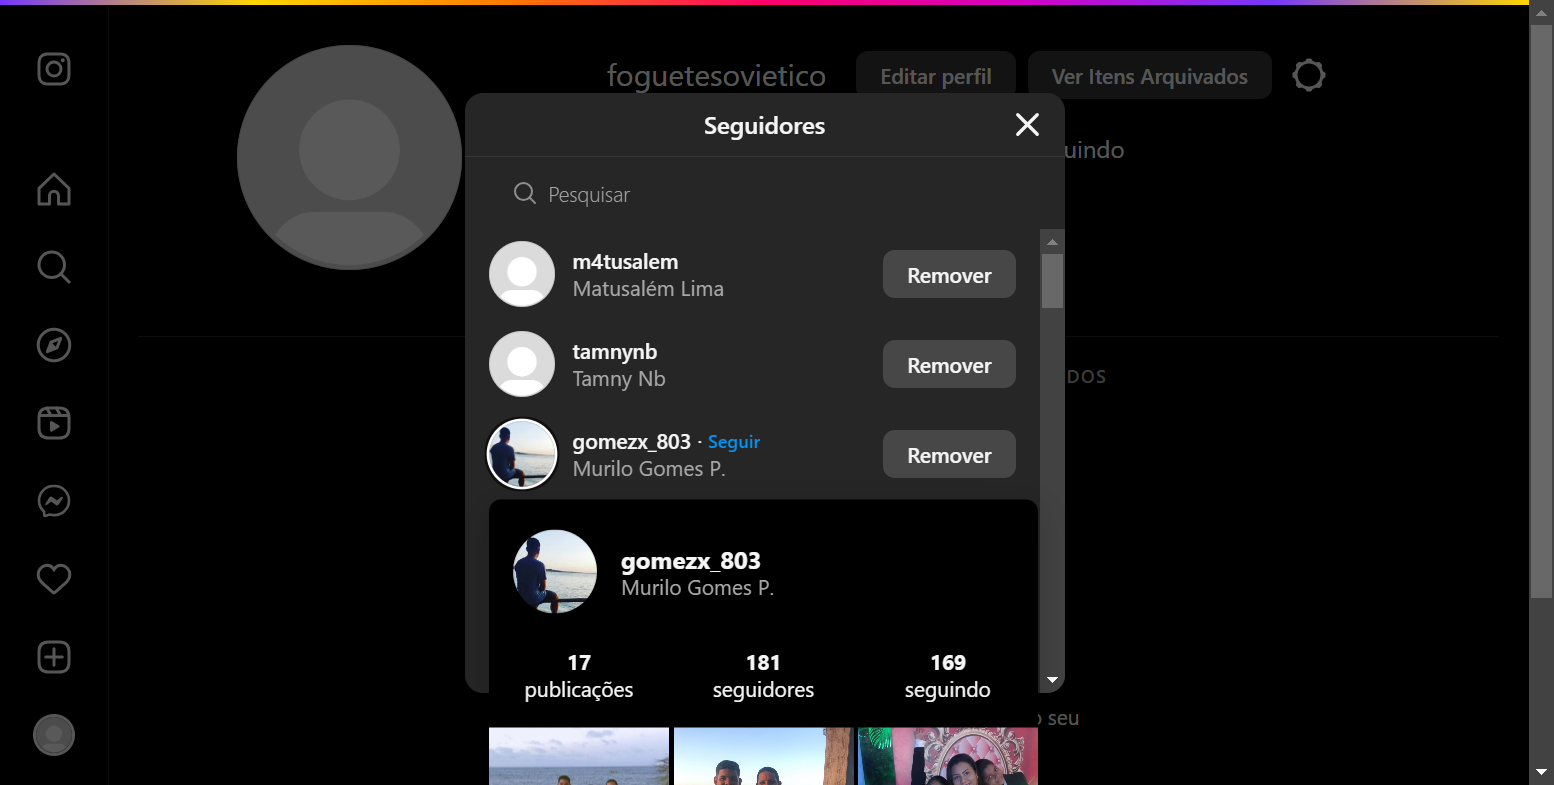 foguetesovietico
Editar perfil
Ver Itens Arquivados
Seguidores
uindo
Pesquisar
m4tusalem
Matusalém Lima
Remover
tamnynb
Tamny Nb
Remover
DOS
gomezx_803 · Seguir
Murilo Gomes P.
Remover
gomezx_803
Murilo Gomes P.
17
publicações
181
seguidores
169
seguindo
o seu